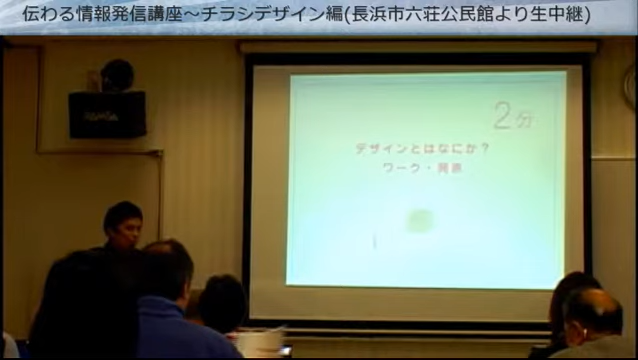 伝わる情報発信講座～チラシデザイン編(長浜市六荘公民館より生中継)
2分
デザインとはなにか？
ワーク・発表